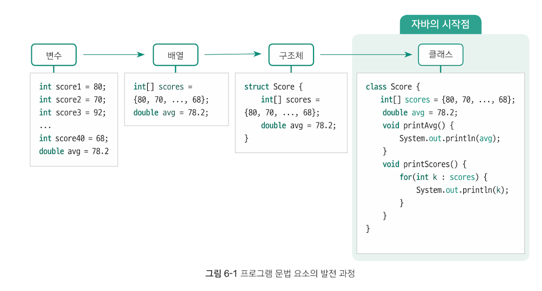 자바의 시작점
변수
배열
구조체
클래스
int score1 = 80;
int score2 = 70;
int score3 = 92;
...
int score40 = 68;
double avg = 78.2
int[] scores =
{80, 70, ..., 68};
double avg = 78.2;
struct Score {
int[] scores =
{80, 70, ..., 68};
double avg = 78.2;
}
class Score {
int[] scores = {80, 70, ..., 68};
double avg = 78.2;
void printAvg() {
System.out.println(avg);
}
void printScores() {
for(int k : scores) {
System.out.println(k);
}
}
}
그림 6-1 프로그램 문법 요소의 발전 과정